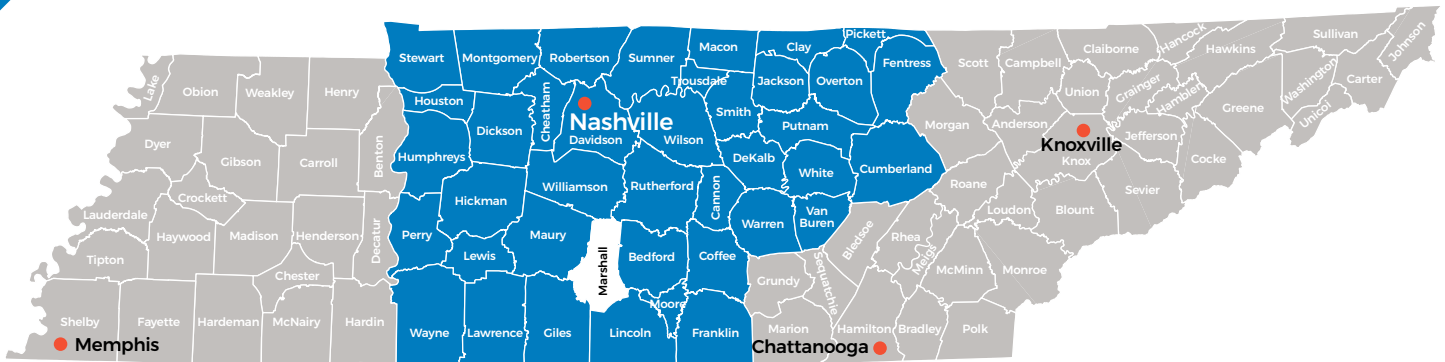 Stewart
Montgomery
Robertson
Sumner
Macon
Clay
Pickett
Fentress
Scott
Campbell
Claiborne
Hancock
Hawkins
Sullivan
Johnson
Lake
Obion
Weakley
Henry
Houston
Cheatham
Trousdale
Jackson
Overton
Union
Grainger
Hamblen
Washington
Carter
Unicoi
Greene
Dyer
Gibson
Carroll
Benton
Humphreys
Dickson
Nashville
Davidson
Wilson
Smith
Putnam
Morgan
Anderson
Knoxville
Knox
Jefferson
Cocke
DeKalb
White
Cumberland
Roane
Loudon
Blount
Sevier
Lauderdale
Crockett
Haywood
Madison
Henderson
Decatur
Hickman
Perry
Lewis
Williamson
Maury
Rutherford
Cannon
Warren
Van
Buren
Bledsoe
Rhea
Meigs
McMinn
Monroe
Tipton
Chester
Marshall
Bedford
Coffee
Grundy
Sequatchie
Moore
Shelby
Memphis
Fayette
Hardeman
McNairy
Hardin
Wayne
Lawrence
Giles
Lincoln
Franklin
Marion
Hamilton
Chattanooga
Bradley
Polk